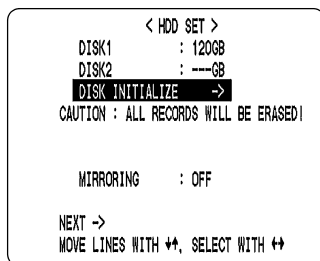 < HDD SET >
DISK1 : 120GB
DISK2 : ---GB
DISK INITIALIZE ->
CAUTION : ALL RECORDS WILL BE ERASED!
MIRRORING : OFF
NEXT ->
MOVE LINES WITH ↓↑, SELECT WITH ↔